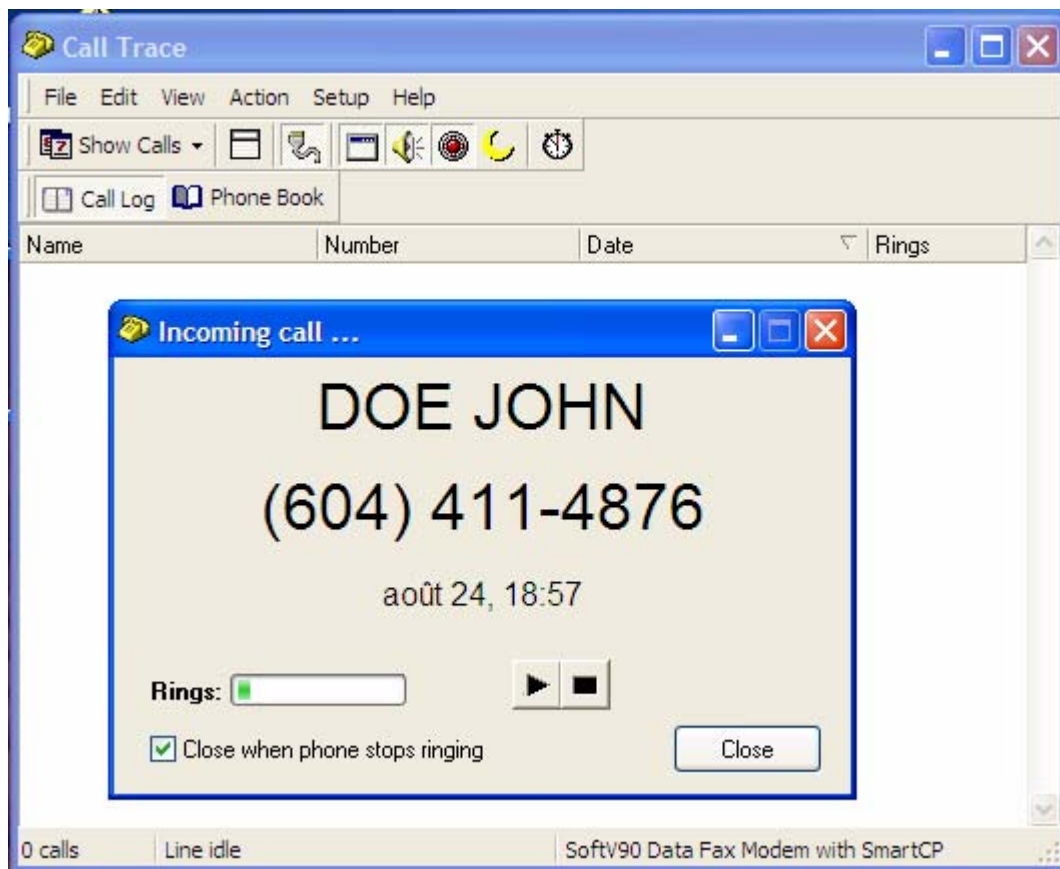 Call Trace
File Edit View Action Setup Help
Show Calls
Call Log Phone Book
Name Number Date Rings
Incoming call ...
DOE JOHN
(604) 411-4876
août 24, 18:57
Rings:
Close when phone stops ringing Close
0 calls Line idle SoftV90 Data Fax Modem with SmartCP